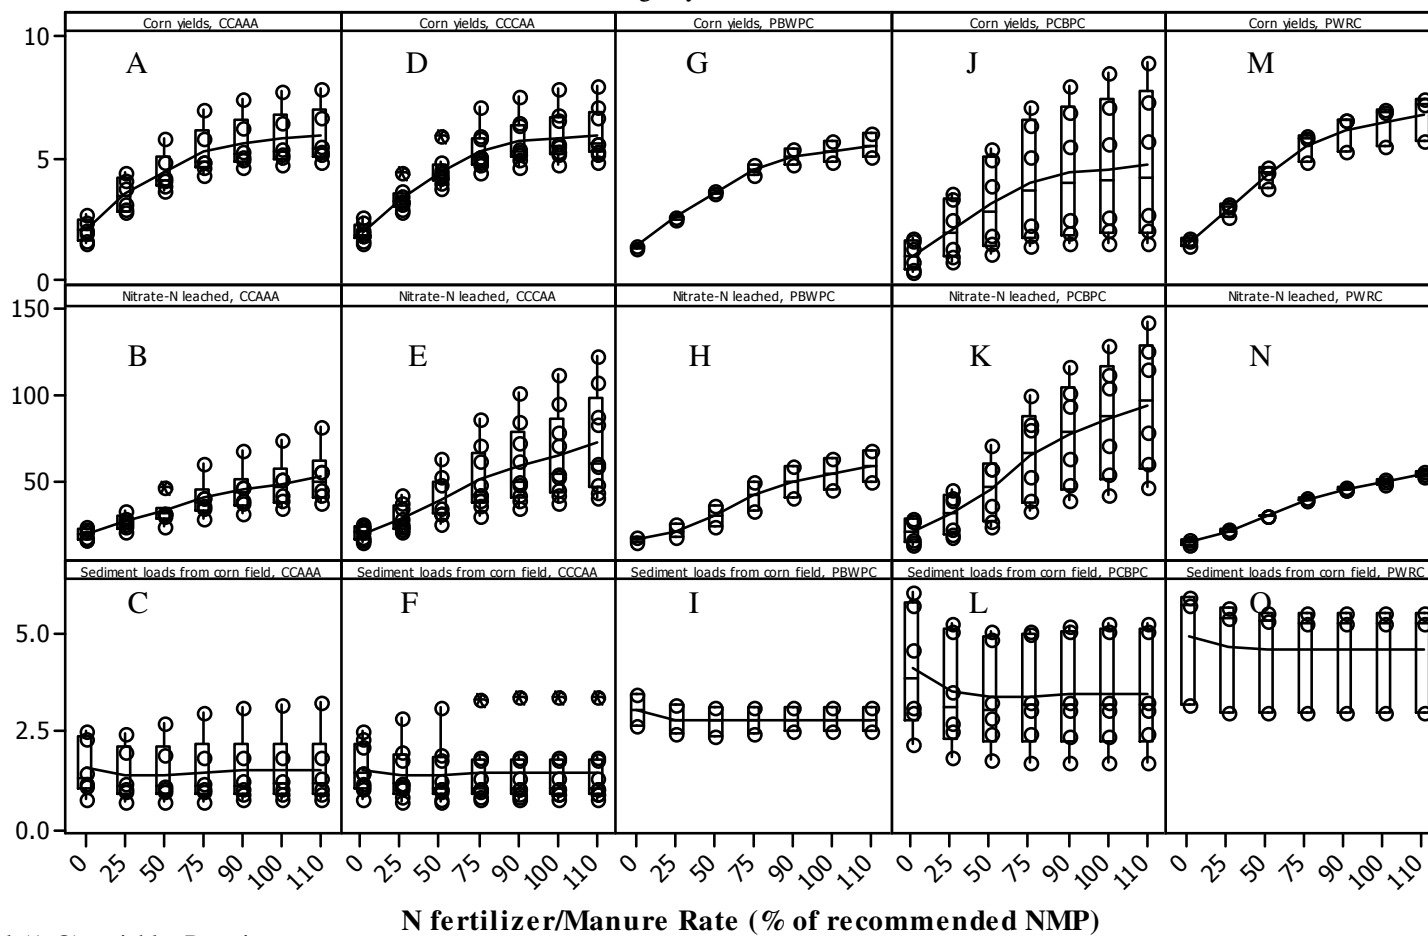 Corn yields, CCAAA
Corn yields, CCCAA
Corn yields, PBWPC
Corn yields, PCBPC
Corn yields, PWRC
10
A
D
G
J
M
5
0
Nitrate-N leached, CCAAA
Nitrate-N leached, CCCAA
Nitrate-N leached, PBWPC
Nitrate-N leached, PCBPC
Nitrate-N leached, PWRC
150
B
E
H
K
N
100
50
Sediment loads from corn field, CCAAA
Sediment loads from corn field, CCCAA
Sediment loads from corn field, PBWPC
Sediment loads from corn field, PCBPC
Sediment loads from corn field, PWRC
C
F
I
L
O
5.0
2.5
0.0
0 25 50 75 90 100 110
0 25 50 75 90 100 110
0 25 50 75 90 100 110
0 25 50 75 90 100 110
0 25 50 75 90 100 110
N fertilizer/Manure Rate (% of recommended NMP)